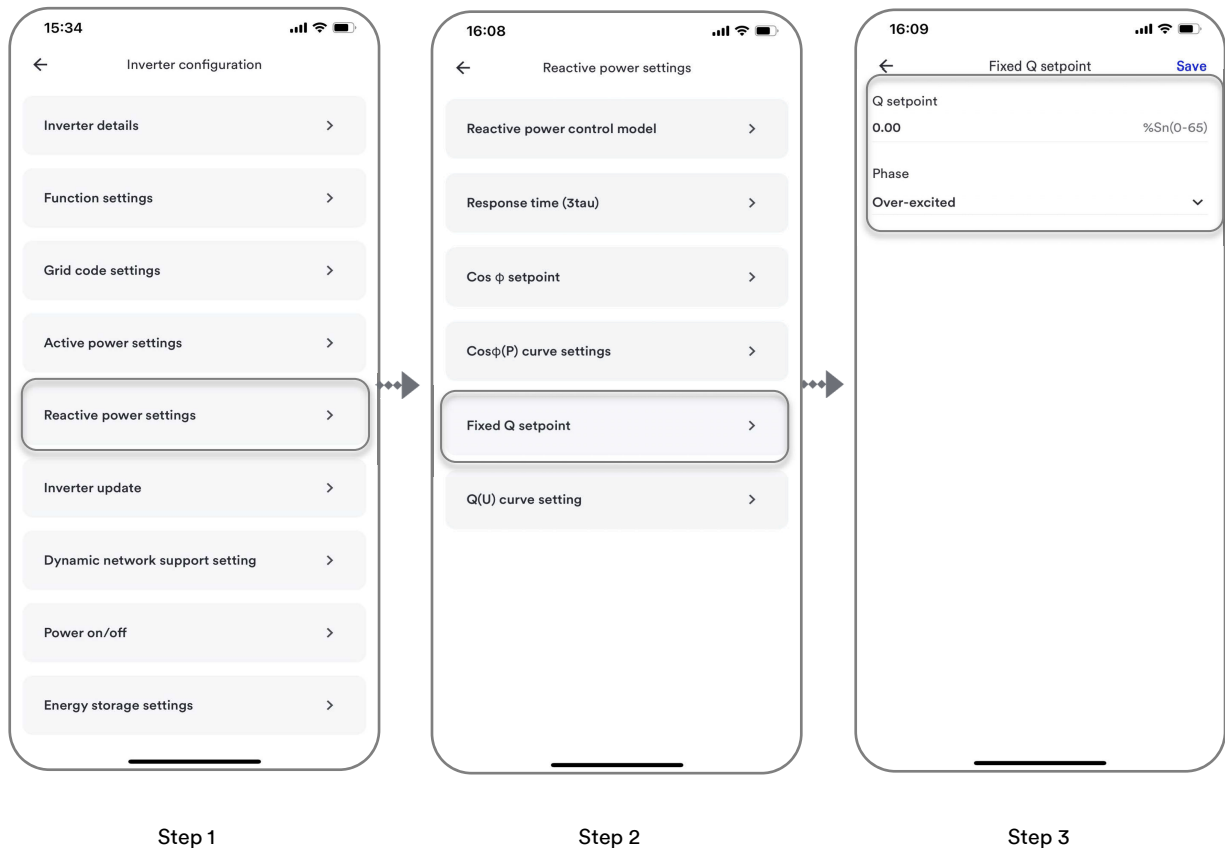 15:34
Inverter configuration
Inverter details
Function settings
Grid code settings
Active power settings
Reactive power settings
Inverter update
Dynamic network support setting
Power on/off
Energy storage settings
Step 1
16:08
Reactive power settings
Reactive power control model
Response time (3tau)
Cos φ setpoint
Cosφ(P) curve settings
Fixed Q setpoint
Q(U) curve setting
Step 2
16:09
Fixed Q setpoint Save
Q setpoint
0.00 %Sn(0-65)
Phase
Over-excited
Step 3